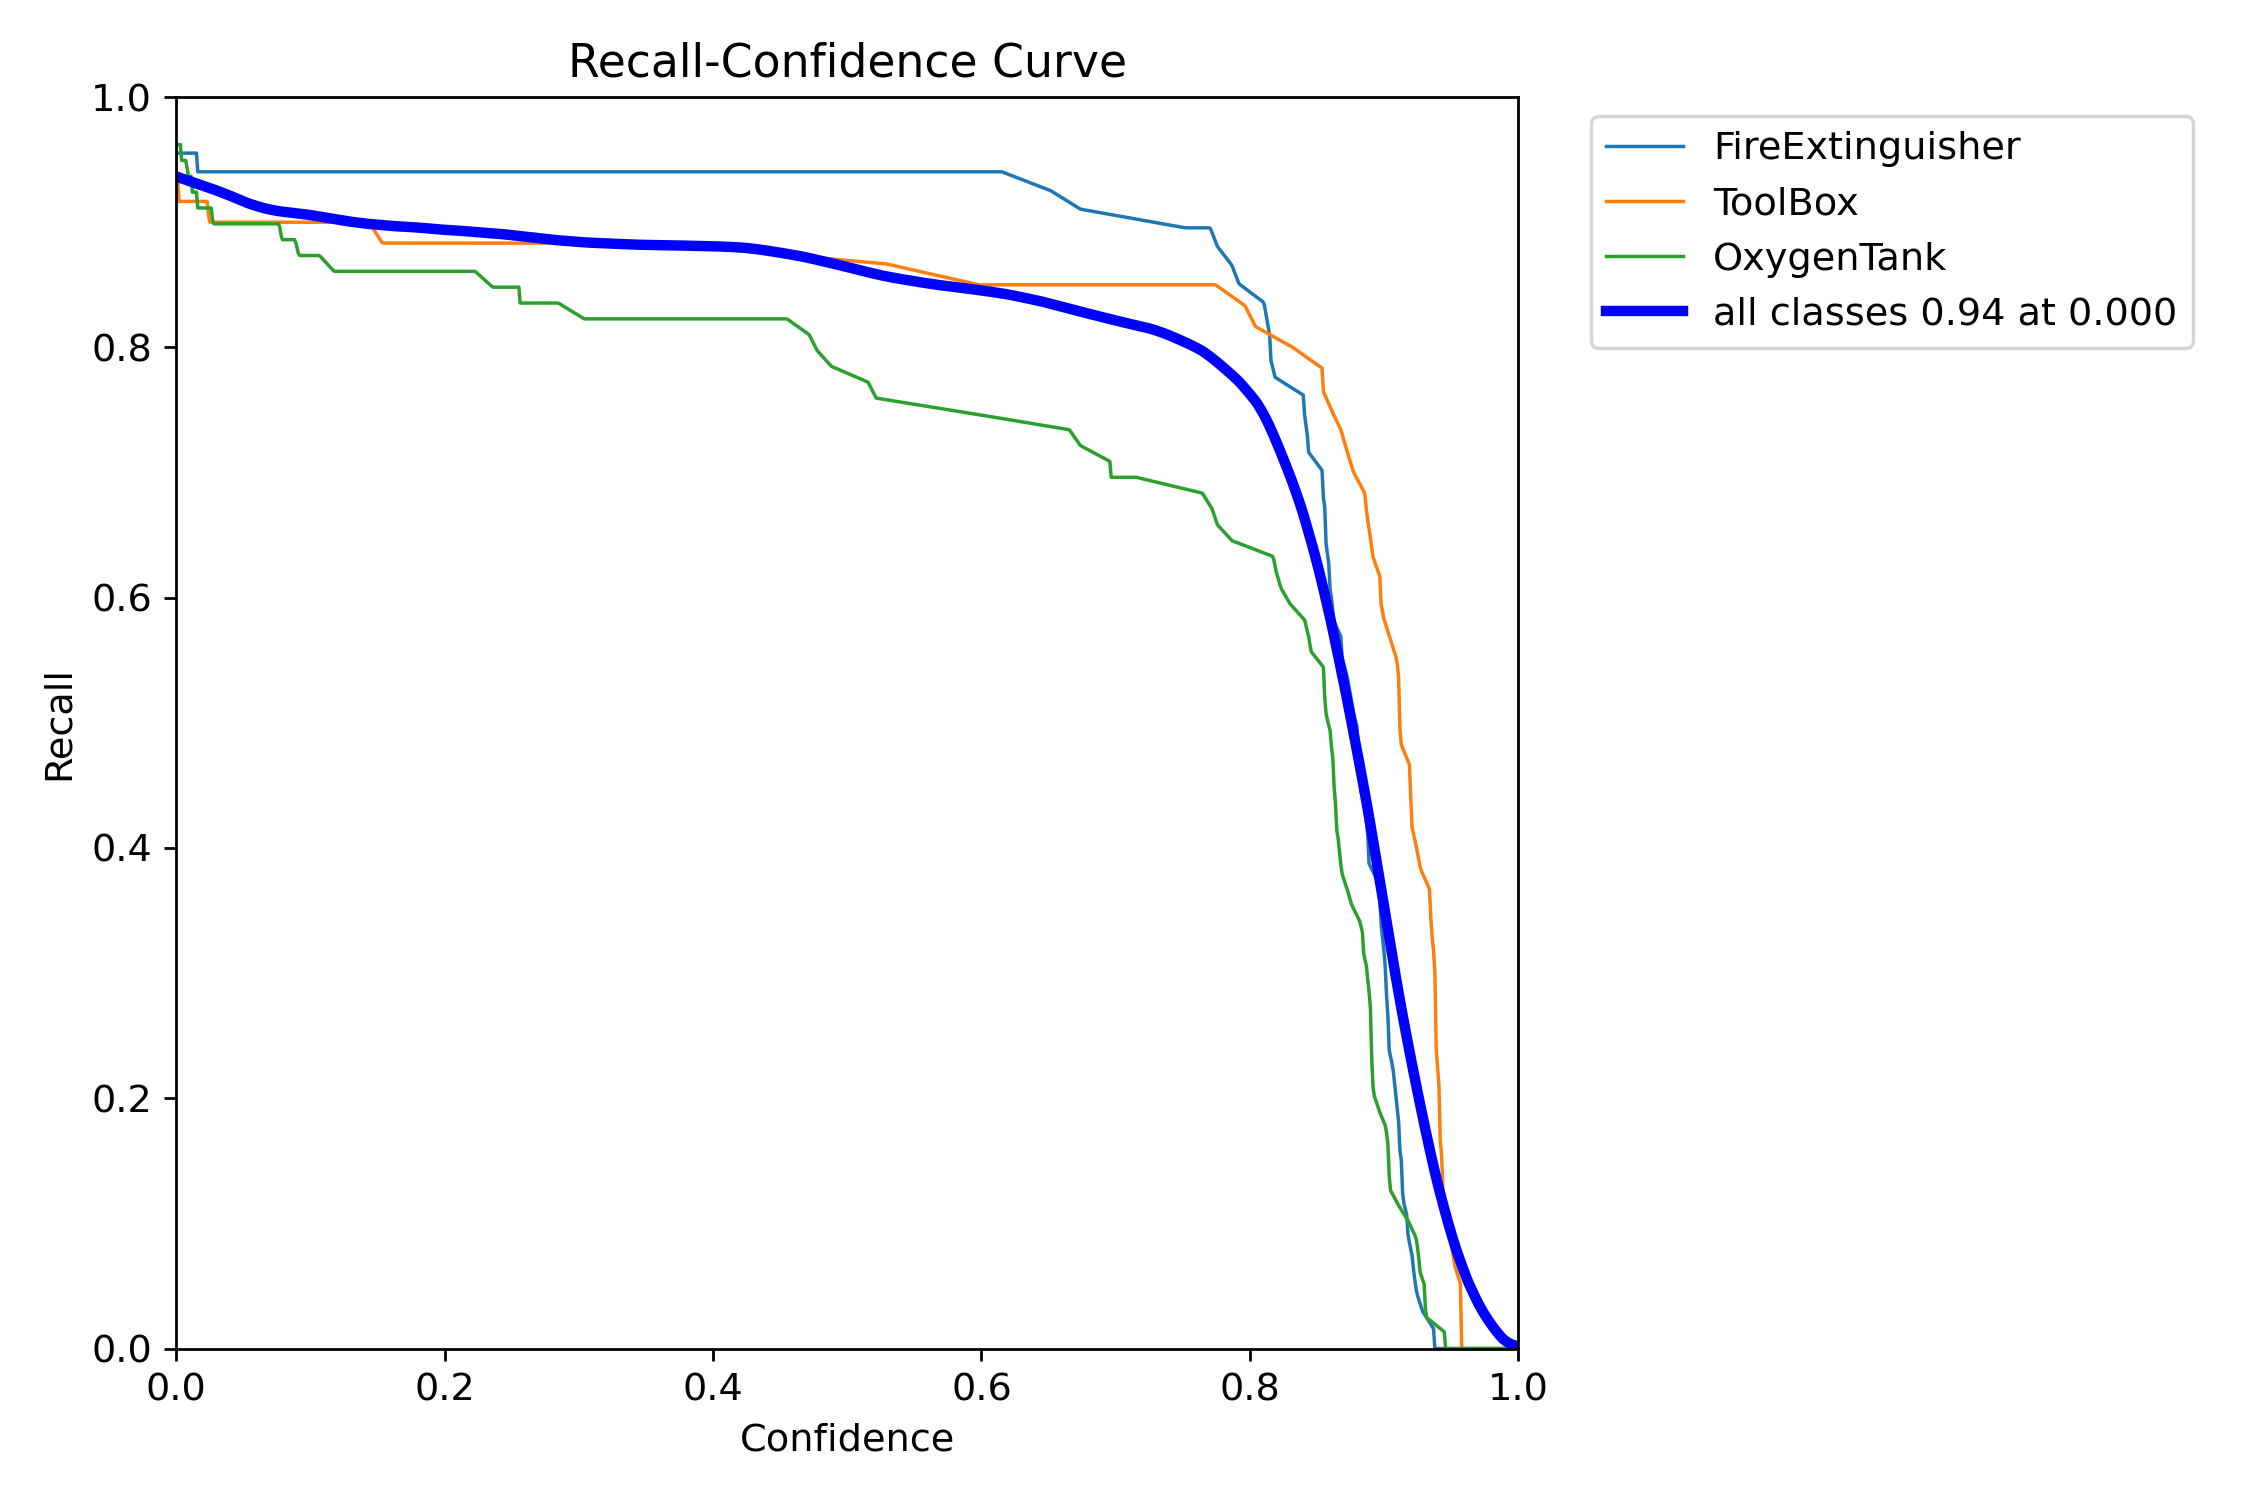 Recall-Confidence Curve
1.0
0.8
0.6
0.4
0.2
0.0
Recall
0.0 0.2 0.4 0.6 0.8 1.0
Confidence
FireExtinguisher
ToolBox
OxygenTank
all classes 0.94 at 0.000